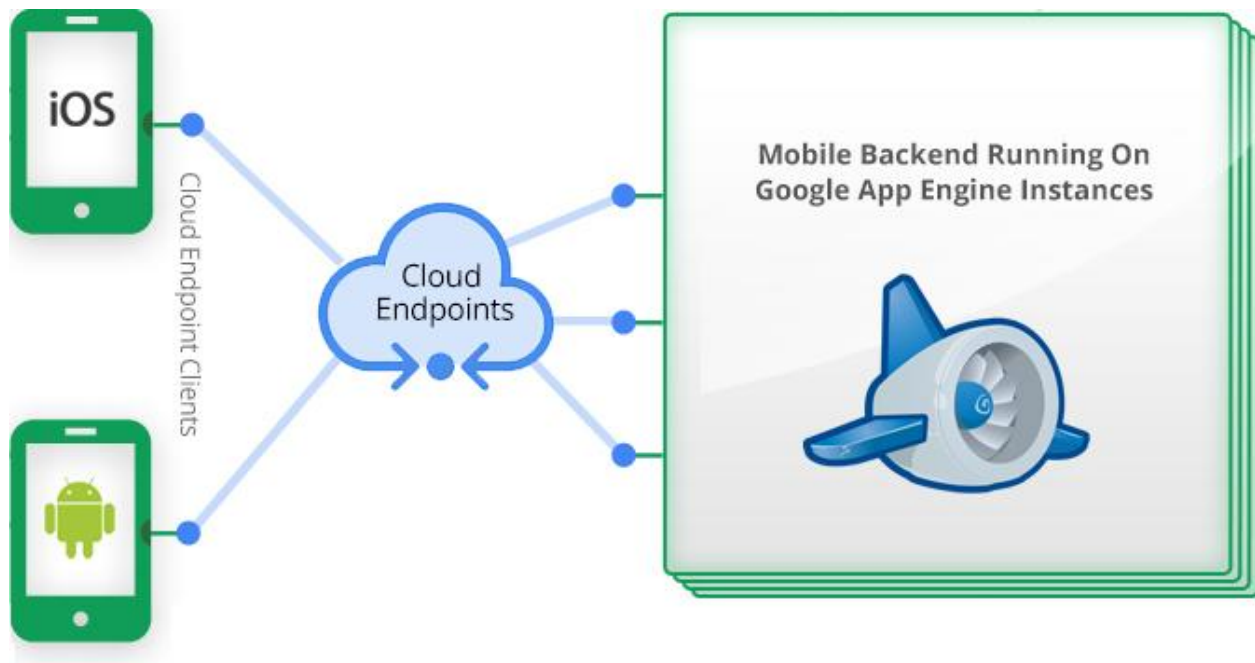 iOS
Cloud Endpoint Clients
Cloud
Endpoints
Mobile Backend Running On
Google App Engine Instances